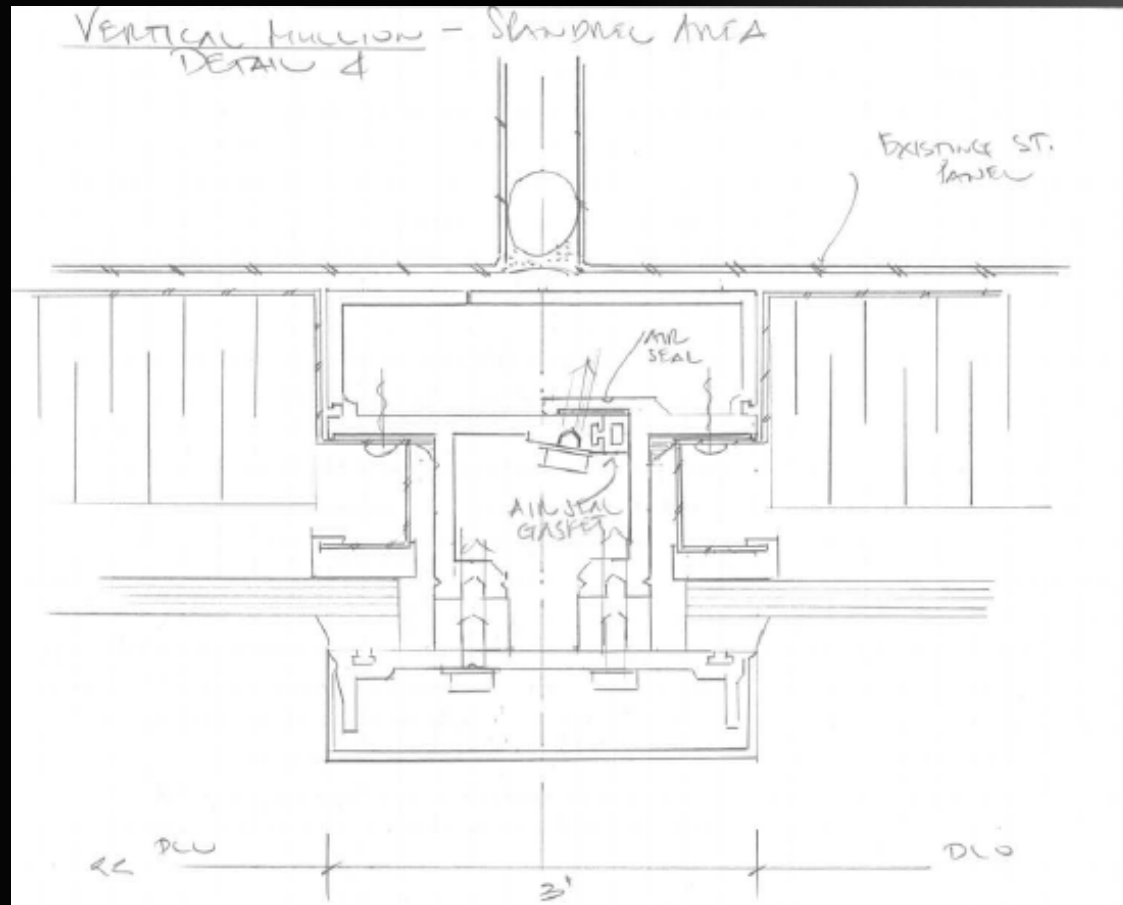 VERTICAL MULLION - SPANDREL AREA
DETAIL 4
EXISTING ST.
PANEL
AIR
SEAL
AIR SEAL
GASKET
DLO
DLO
3'